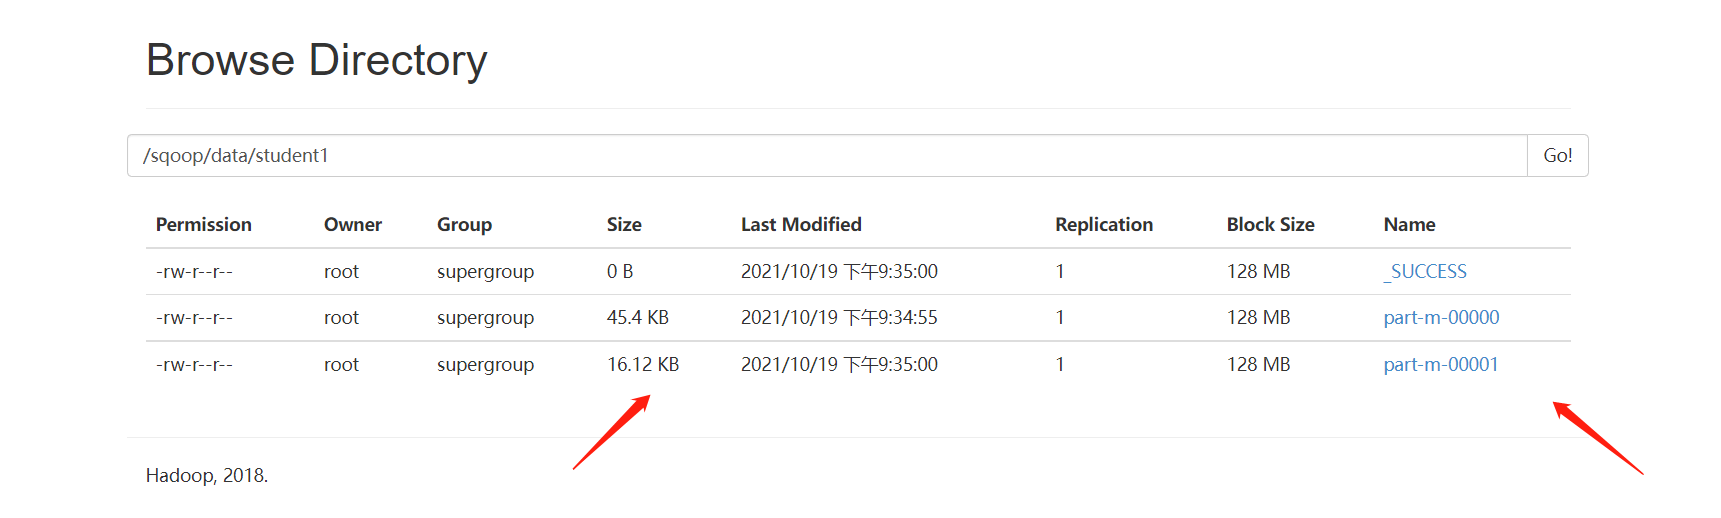 Browse Directory
/sqoop/data/student1 Go!
Permission Owner Group Size Last Modified Replication Block Size Name
-rw-r--r-- root supergroup 0 B 2021/10/19 下午9:35:00 1 128 MB _SUCCESS
-rw-r--r-- root supergroup 45.4 KB 2021/10/19 下午9:34:55 1 128 MB part-m-00000
-rw-r--r-- root supergroup 16.12 KB 2021/10/19 下午9:35:00 1 128 MB part-m-00001
Hadoop, 2018.